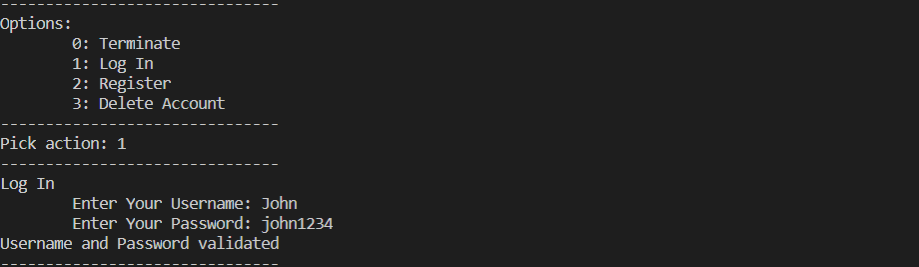 -------------------------------
Options:
        0: Terminate
        1: Log In
        2: Register
        3: Delete Account
-------------------------------
Pick action: 1
-------------------------------
Log In
        Enter Your Username: John
        Enter Your Password: john1234
Username and Password validated
-------------------------------